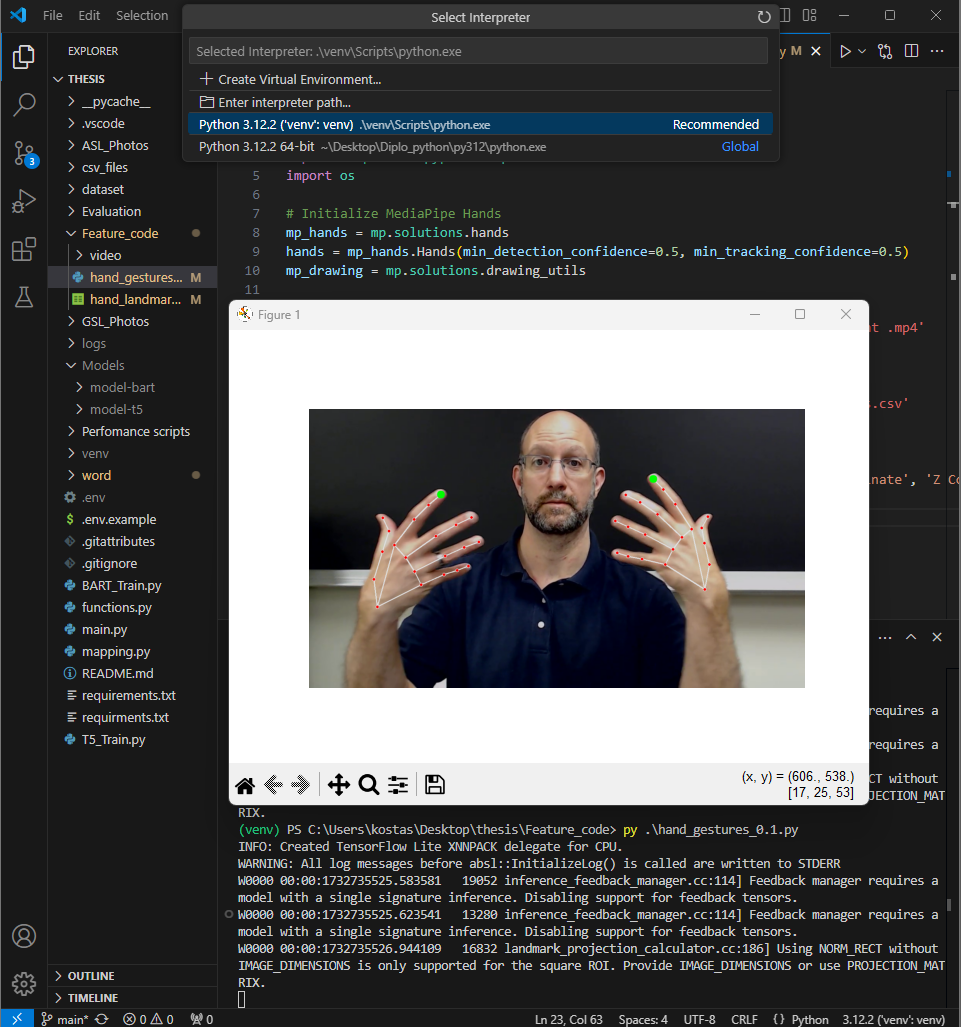 File Edit Selection
Select Interpreter
Selected Interpreter: .\venv\Scripts\python.exe
Create Virtual Environment...
Enter interpreter path...
Python 3.12.2 ('venv': venv) .\venv\Scripts\python.exe Recommended
Python 3.12.2 64-bit ~\Desktop\Diplo_python\py312\python.exe Global
y M
EXPLORER
THESIS
__pycache__
.vscode
ASL_Photos
csv_files
dataset
Evaluation
Feature_code
video
hand_gestures... M
hand_landmar... M
GSL_Photos
logs
Models
model-bart
model-t5
Perfomance scripts
venv
word
.env
$ .env.example
.gitattributes
.gitignore
BART_Train.py
functions.py
main.py
mapping.py
README.md
requirements.txt
requirments.txt
T5_Train.py
OUTLINE
TIMELINE
3
5 import os
6
7 # Initialize MediaPipe Hands
8 mp_hands = mp.solutions.hands
9 hands = mp_hands.Hands(min_detection_confidence=0.5, min_tracking_confidence=0.5)
10 mp_drawing = mp.solutions.drawing_utils
11
t .mp4'
s.csv'
inate', 'Z Co
Figure 1
(x, y) = (606., 538.)
[17, 25, 53]
requires a
requires a
CT without
JECTION_MAT
RIX.
(venv) PS C:\Users\kostas\Desktop\thesis\Feature_code> py .\hand_gestures_0.1.py
INFO: Created TensorFlow Lite XNNPACK delegate for CPU.
WARNING: All log messages before absl::InitializeLog() is called are written to STDERR
W0000 00:00:1732735525.583581   19052 inference_feedback_manager.cc:114] Feedback manager requires a
model with a single signature inference. Disabling support for feedback tensors.
W0000 00:00:1732735525.623541   13280 inference_feedback_manager.cc:114] Feedback manager requires a
model with a single signature inference. Disabling support for feedback tensors.
W0000 00:00:1732735526.944109   16832 landmark_projection_calculator.cc:186] Using NORM_RECT without
IMAGE_DIMENSIONS is only supported for the square ROI. Provide IMAGE_DIMENSIONS or use PROJECTION_MAT
RIX.
main* 0 0 0 Ln 23, Col 63 Spaces: 4 UTF-8 CRLF {} Python 3.12.2 ('venv': venv)